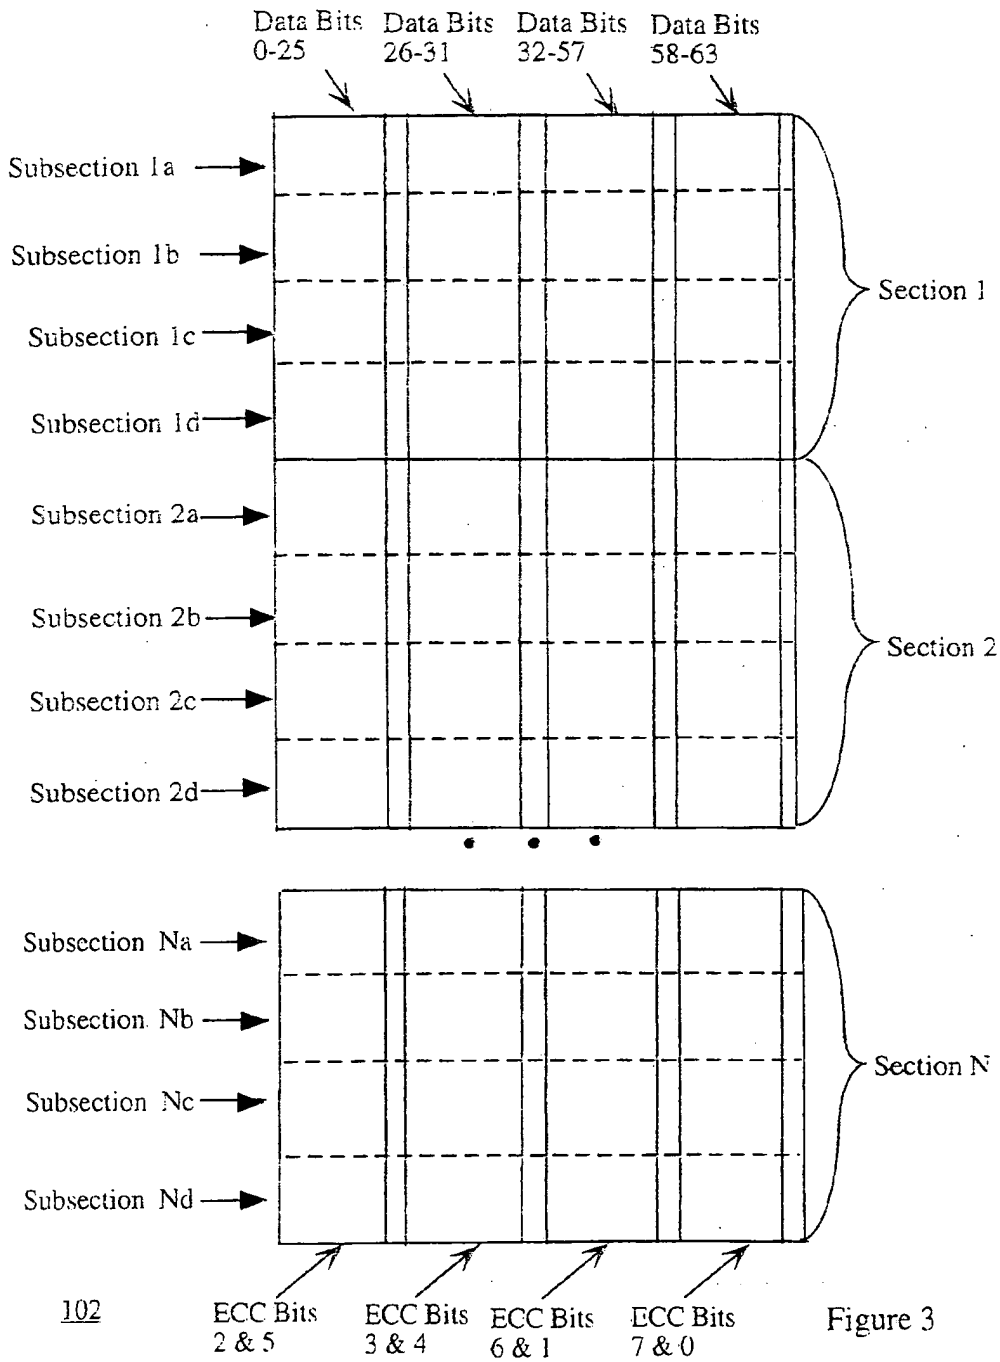 Data Bits
0-25
Data Bits
26-31
Data Bits
32-57
Data Bits
58-63
Subsection 1a
Subsection 1b
Subsection 1c
Subsection 1d
Section 1
Subsection 2a
Subsection 2b
Subsection 2c
Subsection 2d
Section 2
Subsection Na
Subsection Nb
Subsection Nc
Subsection Nd
Section N
102
ECC Bits
2 & 5
ECC Bits
3 & 4
ECC Bits
6 & 1
ECC Bits
7 & 0
Figure 3